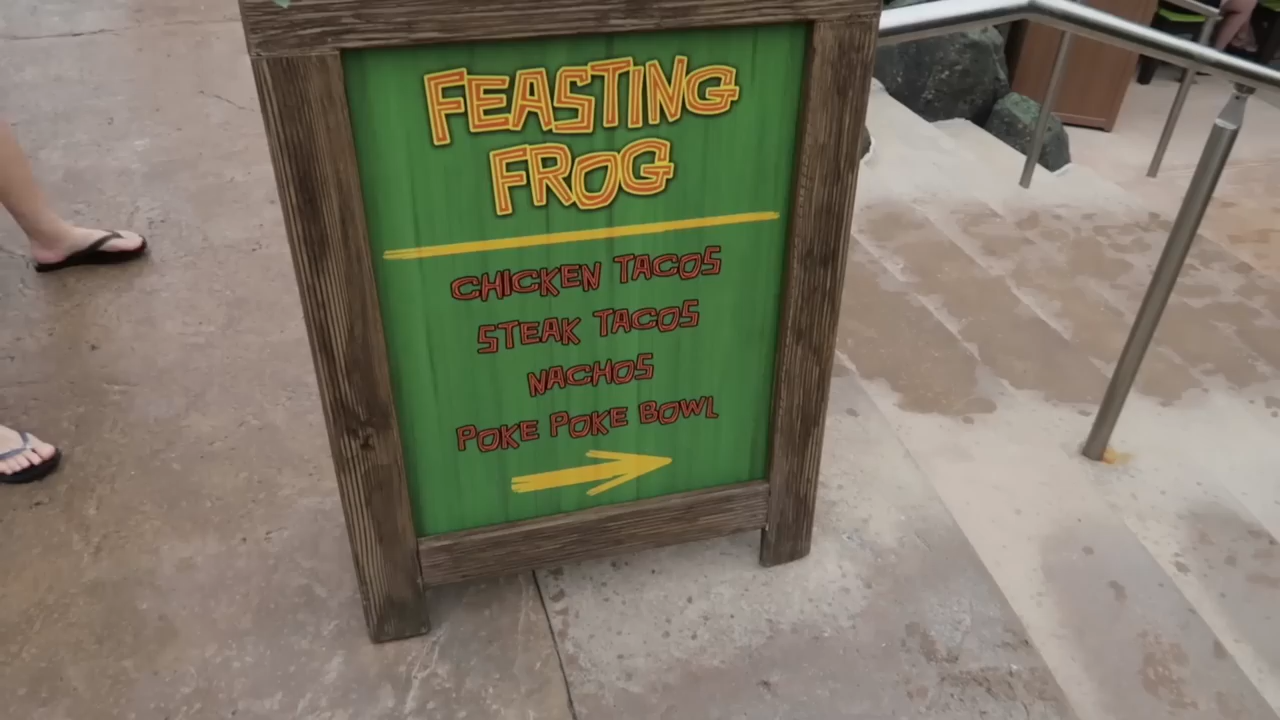 FEASTING
FROG
CHICKEN TACOS
STEAK TACOS
NACHOS
POKE POKE BOWL